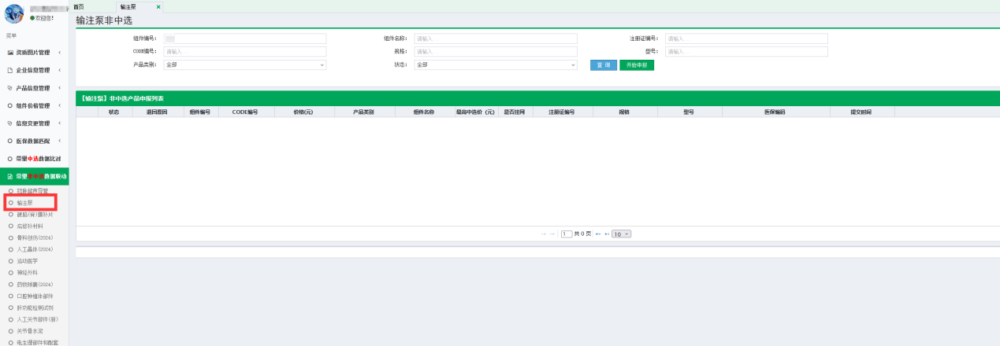 首页
输注泵
欢迎您!
菜单
资质图片管理
企业信息管理
产品信息管理
组件价格管理
信息变更管理
医保数据匹配
带量中选数据比对
带量非中选数据联动
冠脉超声导管
输注泵
硬脑(脊)膜补片
疝修补材料
骨科创伤(2024)
人工晶体(2024)
运动医学
神经外科
药物球囊(2024)
口腔种植体部件
肝功能检测试剂
人工关节部件(新)
关节骨水泥
电生理部件和配套
输注泵非中选
组件编号: 组件名称: 请输入 注册证编号: 请输入
CODE编号: 请输入 规格: 请输入 型号: 请输入
产品类别: 全部 状态: 全部 查 询 开始申报
【输注泵】非中选产品申报列表
状态 退回原因 组件编号 CODE编号 价格(元) 产品类别 组件名称 最高中选价 (元) 是否挂网 注册证编号 规格 型号 医保编码 提交时间
1 共 0 页 10